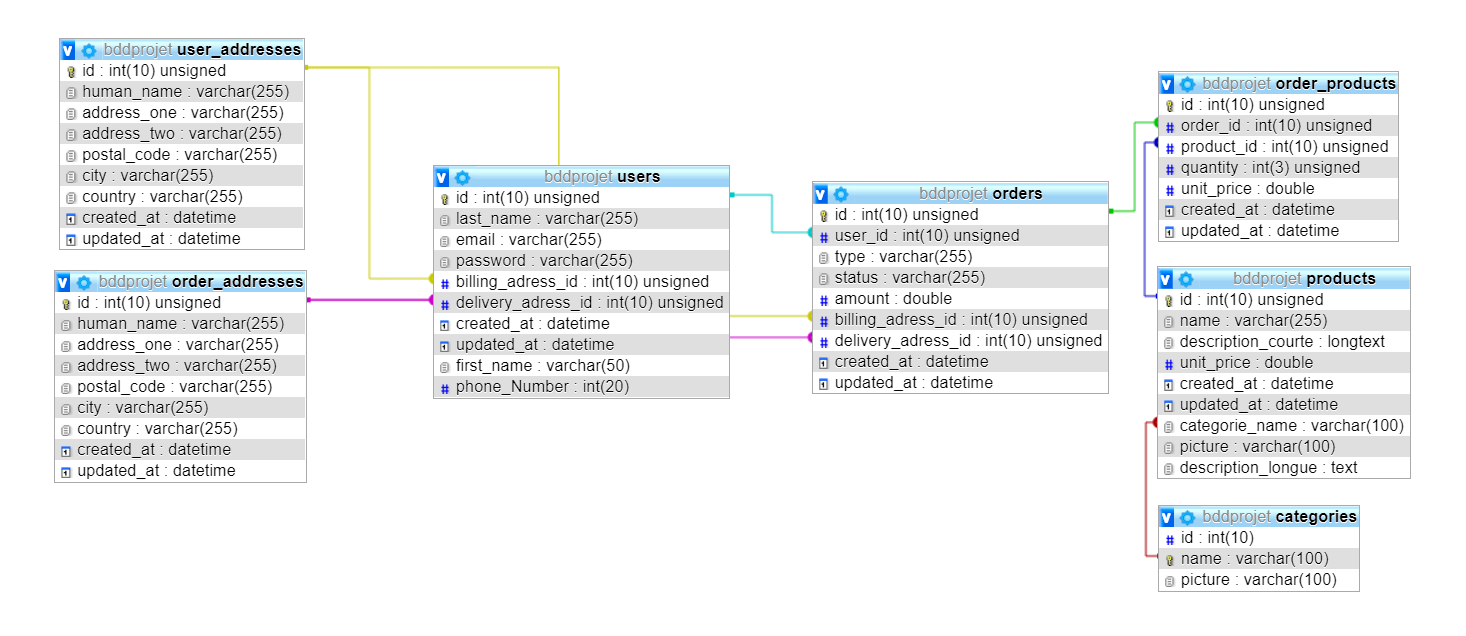 bddprojet user_addresses
id : int(10) unsigned
human_name : varchar(255)
address_one : varchar(255)
address_two : varchar(255)
postal_code : varchar(255)
city : varchar(255)
country : varchar(255)
created_at : datetime
updated_at : datetime
bddprojet order_addresses
id : int(10) unsigned
human_name : varchar(255)
address_one : varchar(255)
address_two : varchar(255)
postal_code : varchar(255)
city : varchar(255)
country : varchar(255)
created_at : datetime
updated_at : datetime
bddprojet users
id : int(10) unsigned
last_name : varchar(255)
email : varchar(255)
password : varchar(255)
billing_adress_id : int(10) unsigned
delivery_adress_id : int(10) unsigned
created_at : datetime
updated_at : datetime
first_name : varchar(50)
phone_Number : int(20)
bddprojet orders
id : int(10) unsigned
user_id : int(10) unsigned
type : varchar(255)
status : varchar(255)
amount : double
billing_adress_id : int(10) unsigned
delivery_adress_id : int(10) unsigned
created_at : datetime
updated_at : datetime
bddprojet order_products
id : int(10) unsigned
order_id : int(10) unsigned
product_id : int(10) unsigned
quantity : int(3) unsigned
unit_price : double
created_at : datetime
updated_at : datetime
bddprojet products
id : int(10) unsigned
name : varchar(255)
description_courte : longtext
unit_price : double
created_at : datetime
updated_at : datetime
categorie_name : varchar(100)
picture : varchar(100)
description_longue : text
bddprojet categories
id : int(10)
name : varchar(100)
picture : varchar(100)